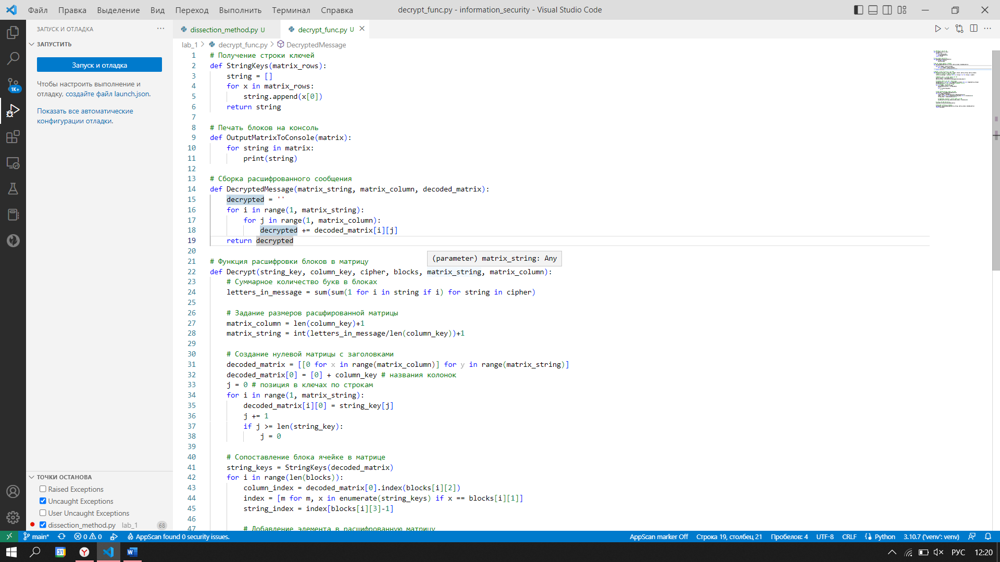 Файл Правка Выделение Вид Переход Выполнить Терминал Справка
decrypt_func.py - information_security - Visual Studio Code
ЗАПУСК И ОТЛАДКА
ЗАПУСТИТЬ
Запуск и отладка
Чтобы настроить выполнение и
отладку, создайте файл launch.json.
Показать все автоматические
конфигурации отладки.
1K+
dissection_method.py U
decrypt_func.py U
lab_1 > decrypt_func.py > DecryptedMessage
1 # Получение строки ключей
2 def StringKeys(matrix_rows):
3 string = []
4 for x in matrix_rows:
5 string.append(x[0])
6 return string
7
8 # Печать блоков на консоль
9 def OutputMatrixToConsole(matrix):
10 for string in matrix:
11 print(string)
12
13 # Сборка расшифрованного сообщения
14 def DecryptedMessage(matrix_string, matrix_column, decoded_matrix):
15 decrypted = ''
16 for i in range(1, matrix_string):
17 for j in range(1, matrix_column):
18 decrypted += decoded_matrix[i][j]
19 return decrypted
20
(parameter) matrix_string: Any
21 # Функция расшифровки блоков в матрицу
22 def Decrypt(string_key, column_key, cipher, blocks, matrix_string, matrix_column):
23 # Суммарное количество букв в блоках
24 letters_in_message = sum(sum(1 for i in string if i) for string in cipher)
25
26 # Задание размеров расшфированной матрицы
27 matrix_column = len(column_key)+1
28 matrix_string = int(letters_in_message/len(column_key))+1
29
30 # Создание нулевой матрицы с заголовками
31 decoded_matrix = [[0 for x in range(matrix_column)] for y in range(matrix_string)]
32 decoded_matrix[0] = [0] + column_key # названия колонок
33 j = 0 # позиция в ключах по строкам
34 for i in range(1, matrix_string):
35 decoded_matrix[i][0] = string_key[j]
36 j += 1
37 if j >= len(string_key):
38 j = 0
39
40 # Сопоставление блока ячейке в матрице
41 string_keys = StringKeys(decoded_matrix)
42 for i in range(len(blocks)):
43 column_index = decoded_matrix[0].index(blocks[i][2])
44 index = [m for m, x in enumerate(string_keys) if x == blocks[i][1]]
45 string_index = index[blocks[i][3]-1]
46
47 # Добавление элемента в расшифрованную матрицу
ТОЧКИ ОСТАНОВА
Raised Exceptions
Uncaught Exceptions
User Uncaught Exceptions
dissection_method.py lab_1 68
main* 0 0 AppScan found 0 security issues.
AppScan marker Off Строка 19, столбец 21 Пробелов: 4 UTF-8 CRLF Python 3.10.7 ('venv': venv)
31
W
РУС 12:20